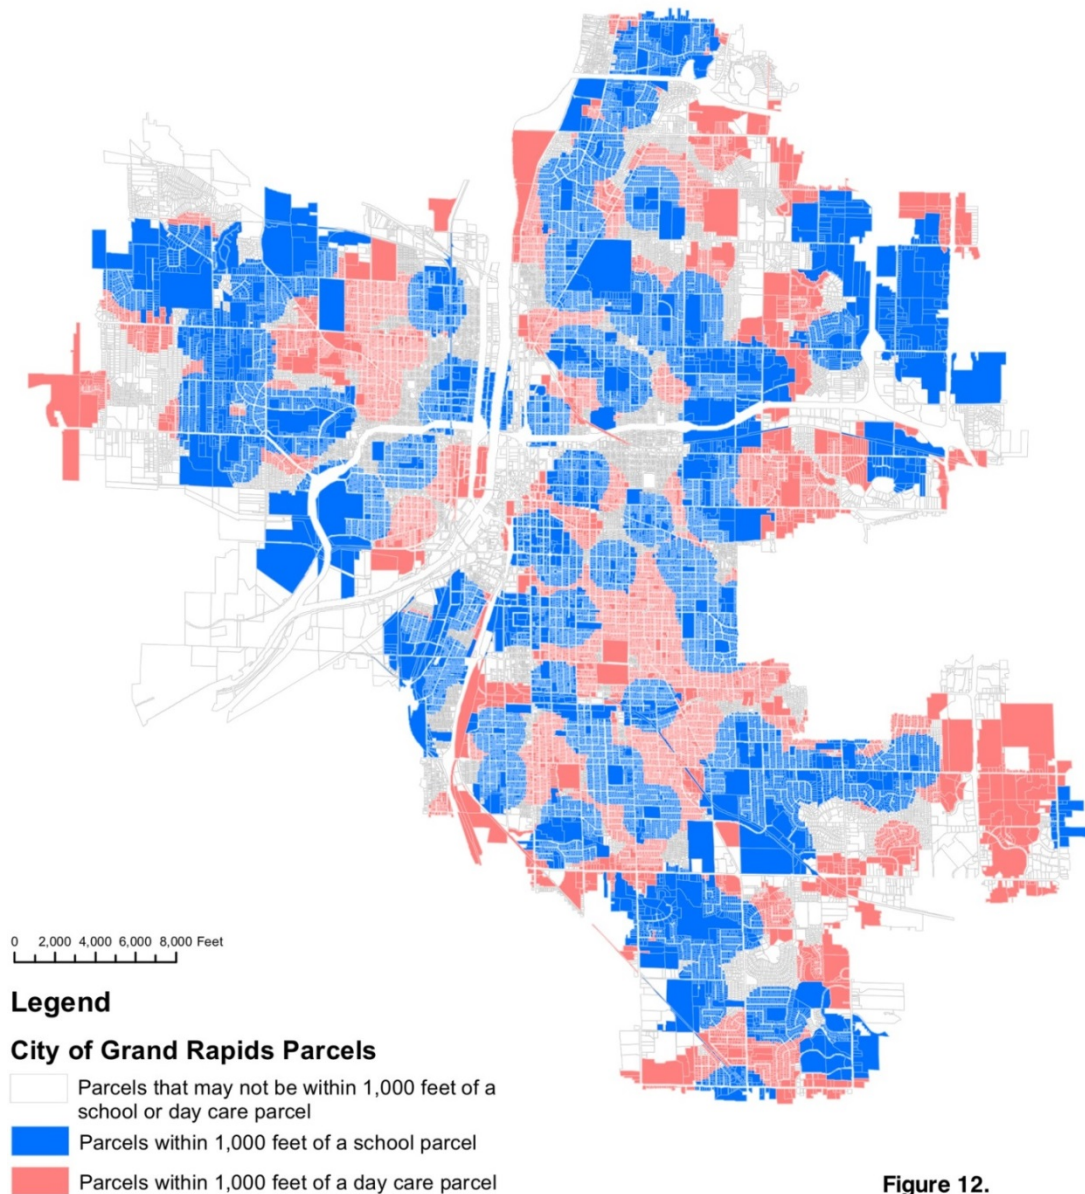 0 2,000 4,000 6,000 8,000 Feet
Legend
City of Grand Rapids Parcels
Parcels that may not be within 1,000 feet of a
school or day care parcel
Parcels within 1,000 feet of a school parcel
Parcels within 1,000 feet of a day care parcel
Figure 12.